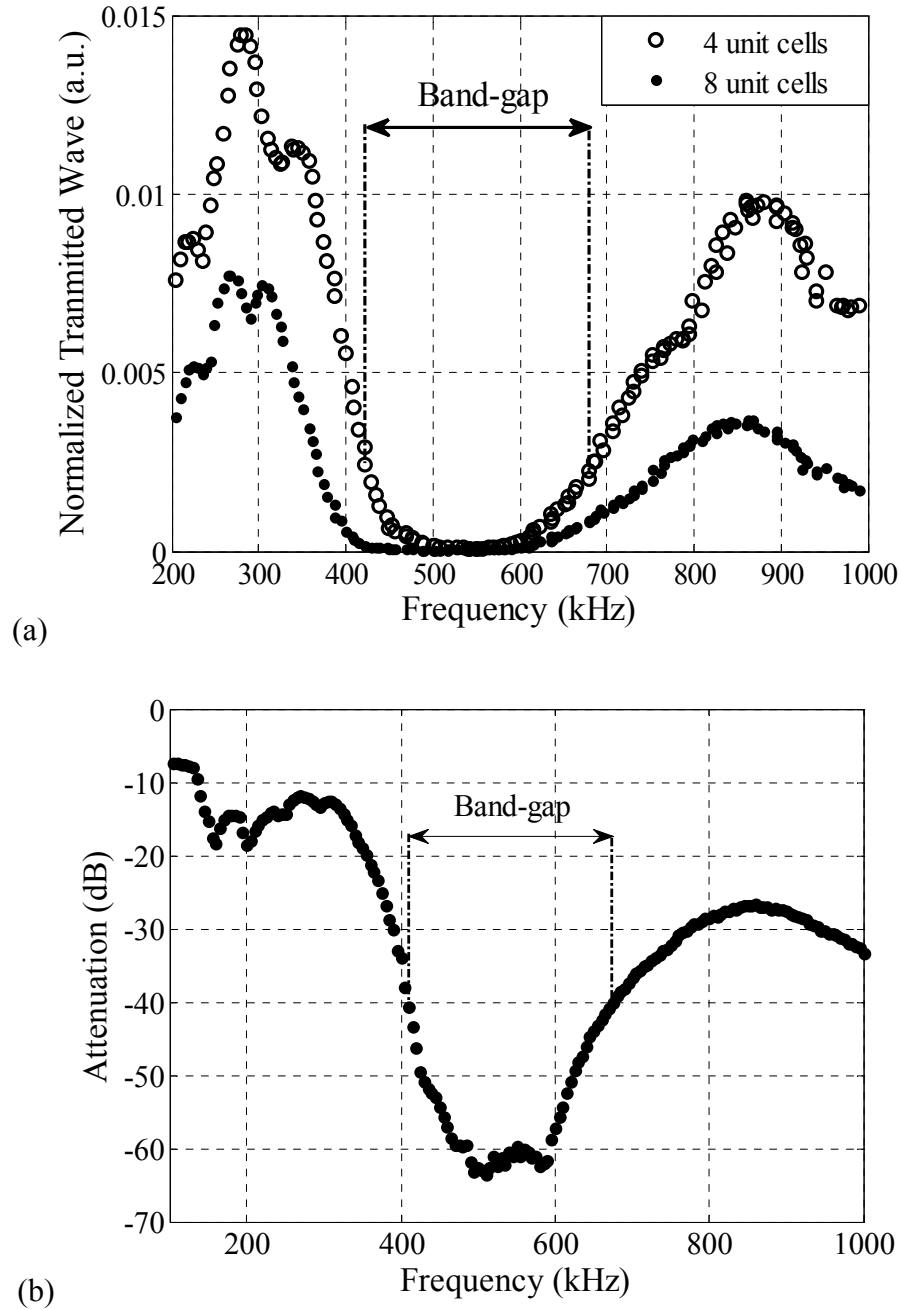 0.015
0.01
0.005
0
Normalized Tranmitted Wave (a.u.)
4 unit cells
8 unit cells
Band-gap
200 300 400 500 600 700 800 900 1000
Frequency (kHz)
(a)
0
-10
-20
-30
-40
-50
-60
-70
Attenuation (dB)
Band-gap
200 400 600 800 1000
Frequency (kHz)
(b)